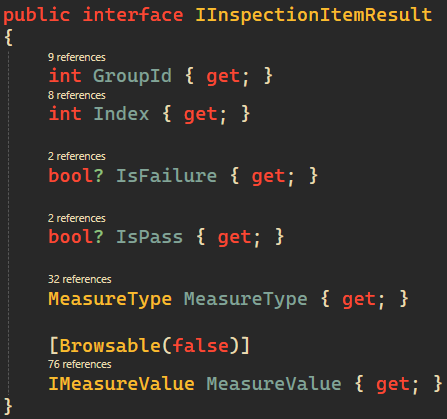 public interface IInspectionItemResult
{
9 references
int GroupId { get; }
8 references
int Index { get; }
2 references
bool? IsFailure { get; }
2 references
bool? IsPass { get; }
32 references
MeasureType MeasureType { get; }
[Browsable(false)]
76 references
IMeasureValue MeasureValue { get; }
}